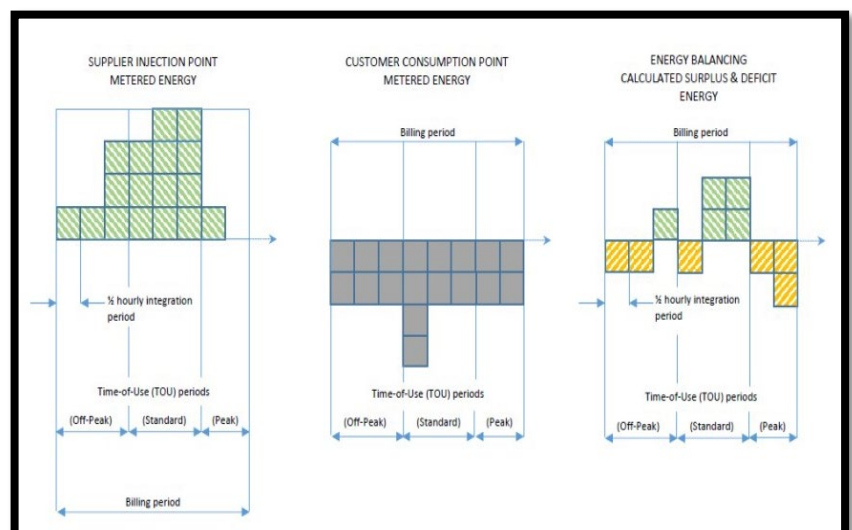 SUPPLIER INJECTION POINT
METERED ENERGY
½ hourly integration
period
Time-of-Use (TOU) periods
(Off-Peak)
(Standard)
(Peak)
Billing period
CUSTOMER CONSUMPTION POINT
METERED ENERGY
Billing period
Time-of-Use (TOU) periods
(Off-Peak)
(Standard)
(Peak)
ENERGY BALANCING
CALCULATED SURPLUS & DEFICIT
ENERGY
Billing period
½ hourly integration
period
Time-of-Use (TOU) periods
(Off-Peak)
(Standard)
(Peak)